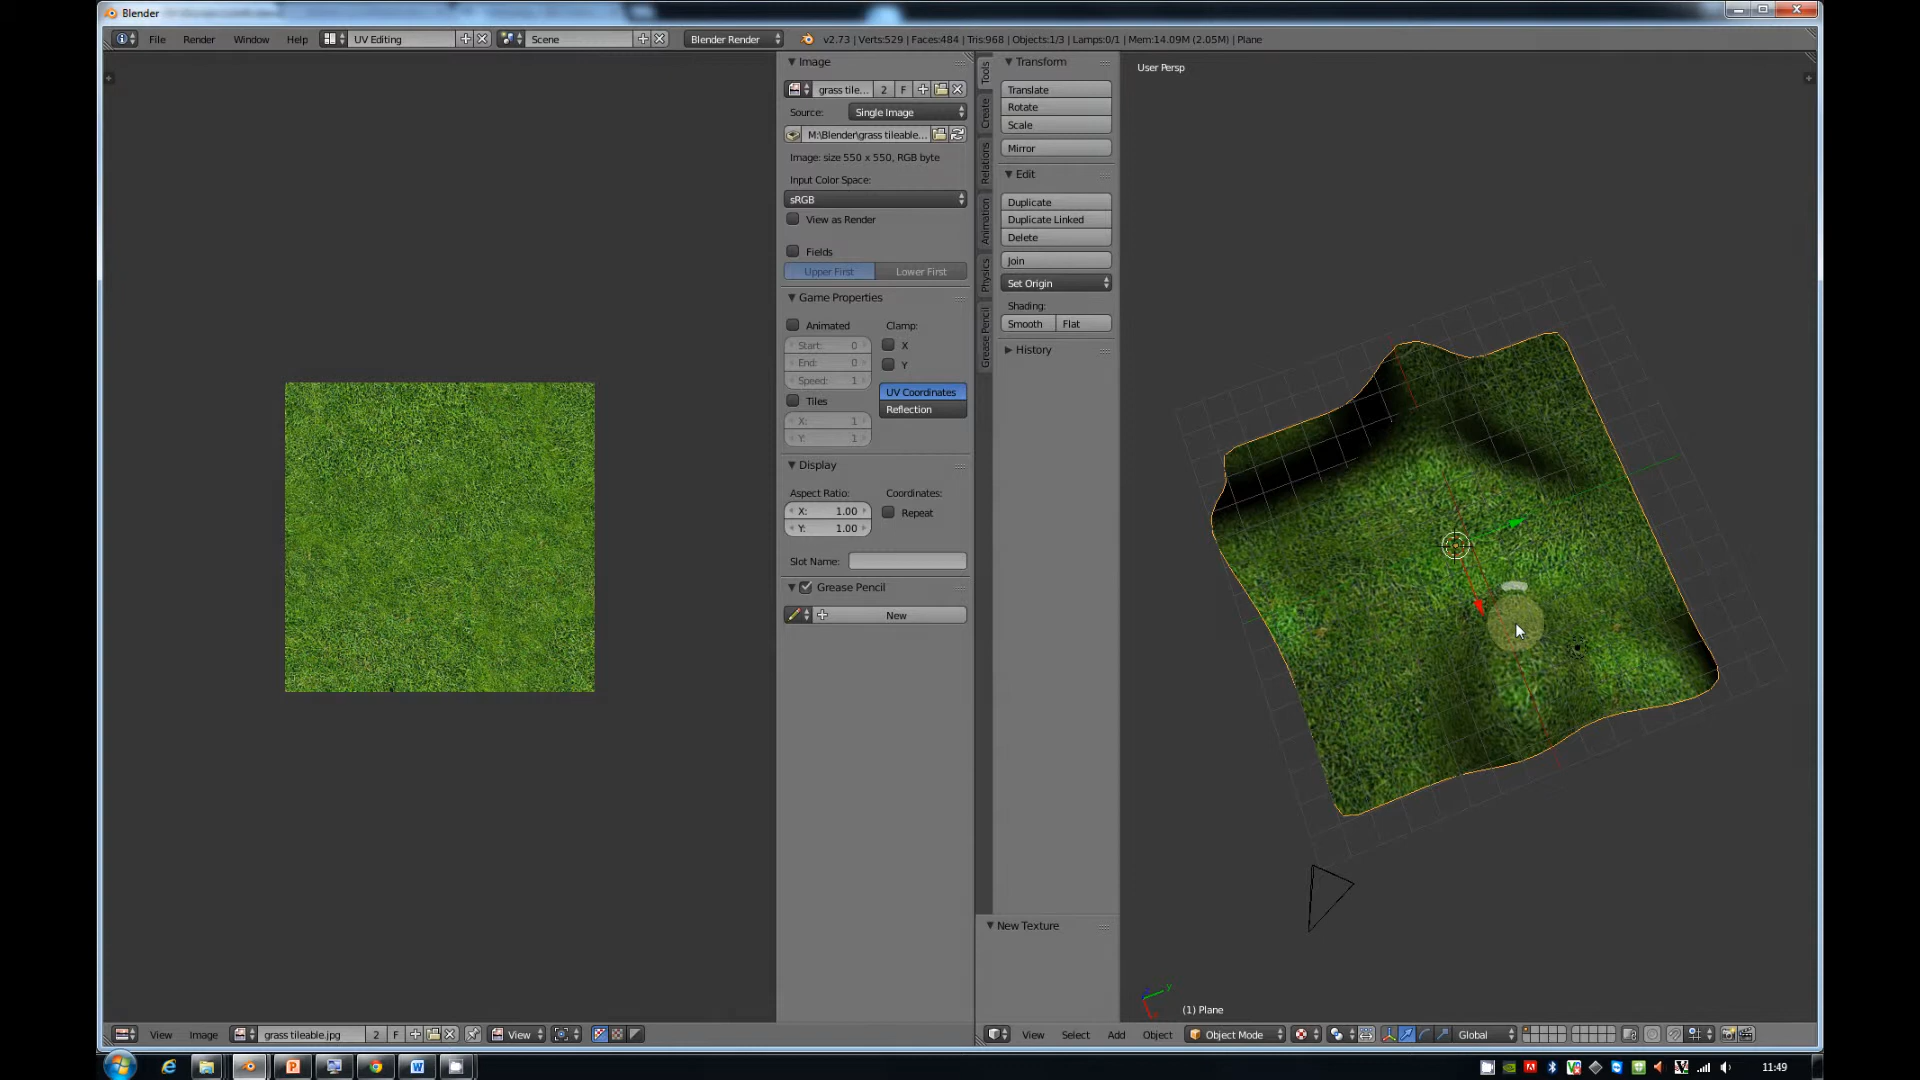 Blender
File Render Window Help UV Editing Scene Blender Render v2.73 | Verts:529 | Faces:484 | Tris:968 | Objects:1/3 | Lamps:0/1 | Mem:14.09M (2.05M) | Plane
Image
grass tile... 2 F
Source: Single Image
M:\Blender\grass tileable...
Image: size 550 x 550, RGB byte
Input Color Space:
sRGB
View as Render
Fields
Upper First Lower First
Game Properties
Animated Clamp:
Start: 0 X
End: 0 Y
Speed: 1
UV Coordinates
Tiles Reflection
X: 1
Y: 1
Display
Aspect Ratio: Coordinates:
X: 1.00 Repeat
Y: 1.00
Slot Name:
Grease Pencil
New
Tools
Create
Relations
Animation
Physics
Grease Pencil
Transform
Translate
Rotate
Scale
Mirror
Edit
Duplicate
Duplicate Linked
Delete
Join
Set Origin
Shading:
Smooth Flat
History
New Texture
User Persp
y
(1) Plane
View Image grass tileable.jpg 2 F View
View Select Add Object Object Mode Global
11:49